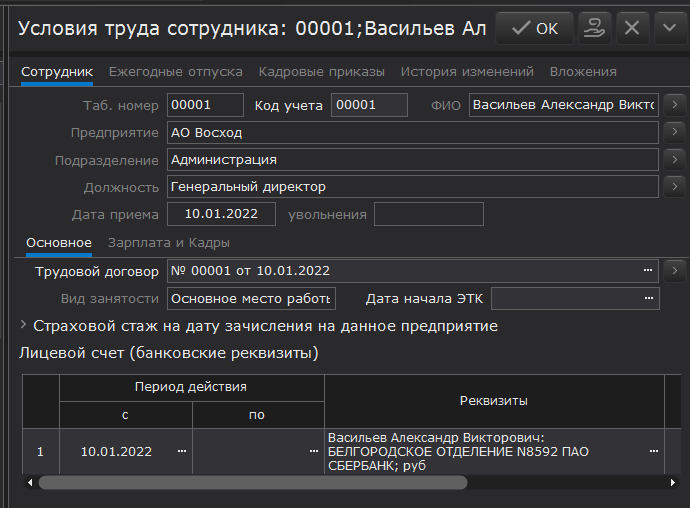 Условия труда сотрудника: 00001;Васильев Ал OK
Сотрудник Ежегодные отпуска Кадровые приказы История изменений Вложения
Таб. номер 00001 Код учета 00001 ФИО Васильев Александр Викто
Предприятие АО Восход
Подразделение Администрация
Должность Генеральный директор
Дата приема 10.01.2022 увольнения
Основное Зарплата и Кадры
Трудовой договор № 00001 от 10.01.2022 ...
Вид занятости Основное место работь Дата начала ЭТК ...
Страховой стаж на дату зачисления на данное предприятие
Лицевой счет (банковские реквизиты)
Период действия
Реквизиты
с по
1 10.01.2022 ... ... Васильев Александр Викторович: ...
БЕЛГОРОДСКОЕ ОТДЕЛЕНИЕ N8592 ПАО
СБЕРБАНК; руб